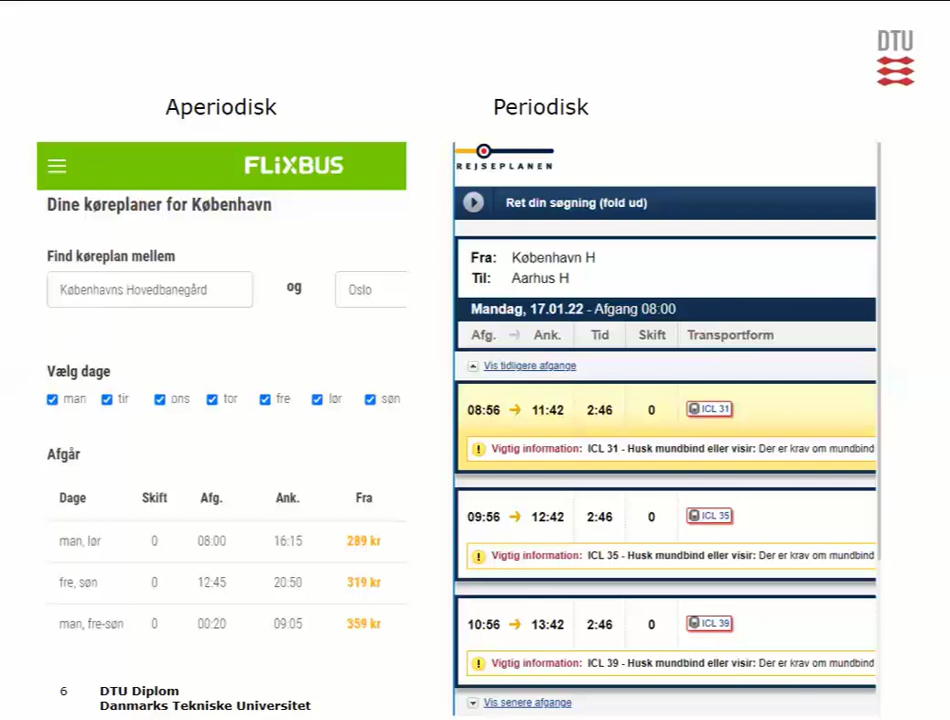 DTU
Aperiodisk
Periodisk
FLiXBUS
Dine køreplaner for København
Find køreplan mellem
Københavns Hovedbanegård og Oslo
Vælg dage
man tir ons tor fre lør søn
Afgår
Dage Skift Afg. Ank. Fra
man, lør 0 08:00 16:15 289 kr
fre, søn 0 12:45 20:50 319 kr
man, fre-søn 0 00:20 09:05 359 kr
REJSEPLANEN
Ret din søgning (fold ud)
Fra: København H
Til: Aarhus H
Mandag, 17.01.22 - Afgang 08:00
Afg. Ank. Tid Skift Transportform
Vis tidligere afgange
08:56 11:42 2:46 0 ICL 31
Vigtig information: ICL 31 - Husk mundbind eller visir: Der er krav om mundbind
09:56 12:42 2:46 0 ICL 35
Vigtig information: ICL 35 - Husk mundbind eller visir: Der er krav om mundbind
10:56 13:42 2:46 0 ICL 39
Vigtig information: ICL 39 - Husk mundbind eller visir: Der er krav om mundbind
Vis senere afgange
6 DTU Diplom
Danmarks Tekniske Universitet